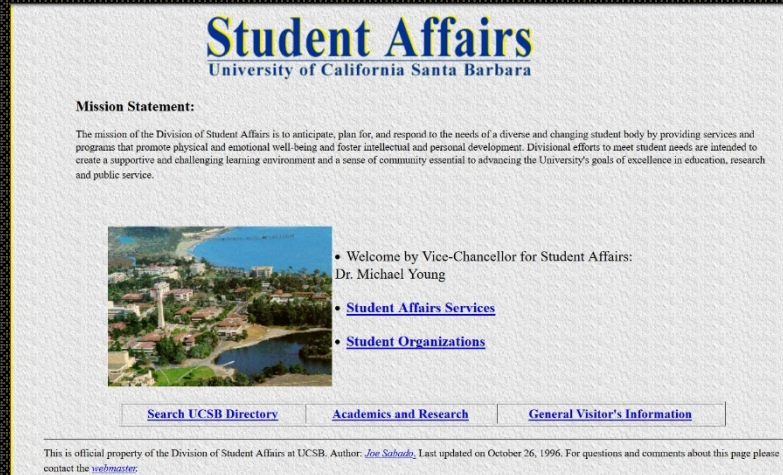 Student Affairs
University of California Santa Barbara
Mission Statement:
The mission of the Division of Student Affairs is to anticipate, plan for, and respond to the needs of a diverse and changing student body by providing services and
programs that promote physical and emotional well-being and foster intellectual and personal development. Divisional efforts to meet student needs are intended to
create a supportive and challenging learning environment and a sense of community essential to advancing the University's goals of excellence in education, research
and public service.
• Welcome by Vice-Chancellor for Student Affairs:
Dr. Michael Young
• Student Affairs Services
• Student Organizations
Search UCSB Directory Academics and Research General Visitor's Information
This is official property of the Division of Student Affairs at UCSB. Author: Joe Sabado. Last updated on October 26, 1996. For questions and comments about this page please
contact the webmaster.